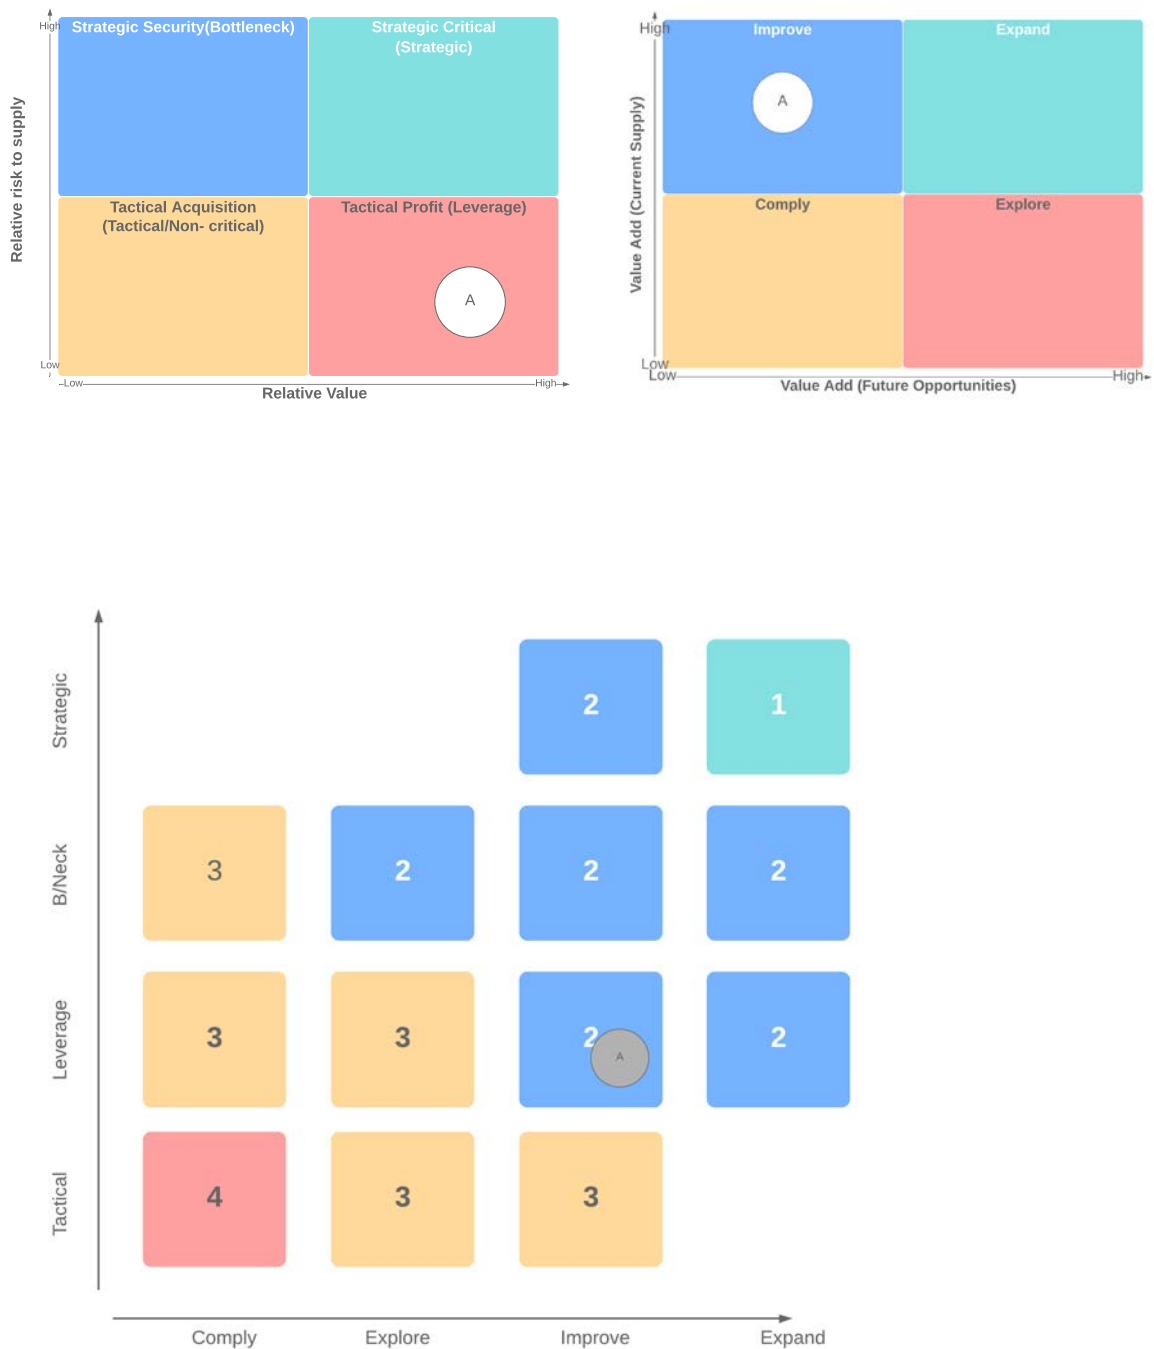 High
Strategic Security(Bottleneck)
Strategic Critical
(Strategic)
Relative risk to supply
Tactical Acquisition
(Tactical/Non- critical)
Tactical Profit (Leverage)
A
Low
Low
High
Relative Value
High
Improve
Expand
A
Value Add (Current Supply)
Comply
Explore
Low
Low
High
Value Add (Future Opportunities)
Strategic
2
1
B/Neck
3
2
2
2
Leverage
3
3
2
A
2
Tactical
4
3
3
Comply
Explore
Improve
Expand